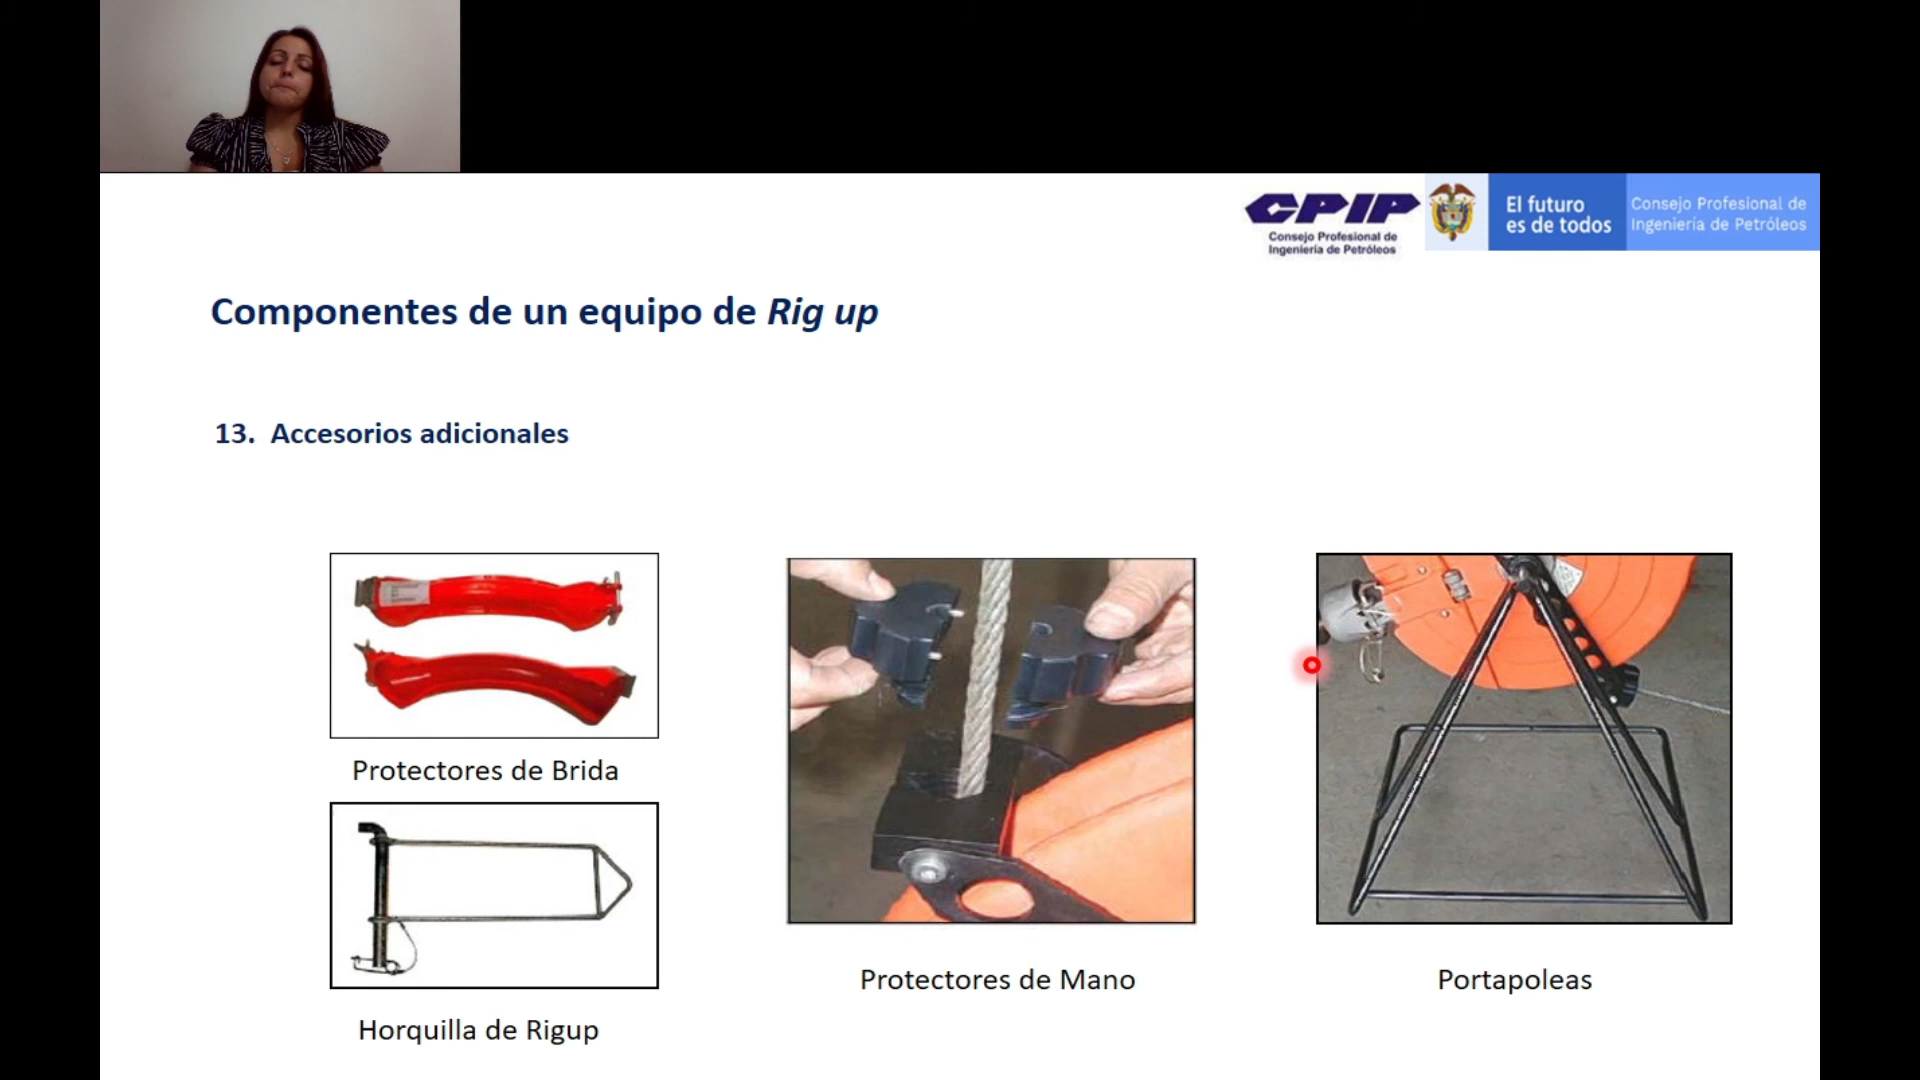 CPIP
Consejo Profesional de
Ingeniería de Petróleos
El futuro
es de todos
Consejo Profesional de
Ingeniería de Petróleos
Componentes de un equipo de Rig up
13. Accesorios adicionales
Protectores de Brida
Horquilla de Rigup
Protectores de Mano
Portapoleas